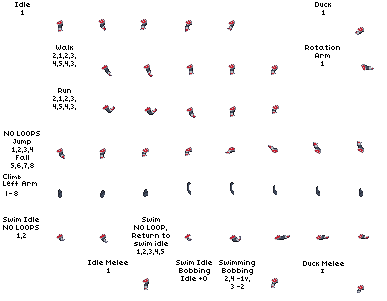 Idle
1
Duck
1
Walk
2,1,2,3,
4,5,4,3,
Rotation
Arm
1
Run
2,1,2,3,
4,5,4,3,
NO LOOPS
Jump
1,2,3,4
Fall
5,6,7,8
Climb
Left Arm
1-8
Swim Idle
NO LOOPS
1,2
Swim
NO LOOP,
Return to
swim idle
1,2,3,4,5
Swim Idle
Bobbing
Idle +0
Swimming
Bobbing
2,4 -1v,
3 -2
Idle Melee
1
Duck Melee
1